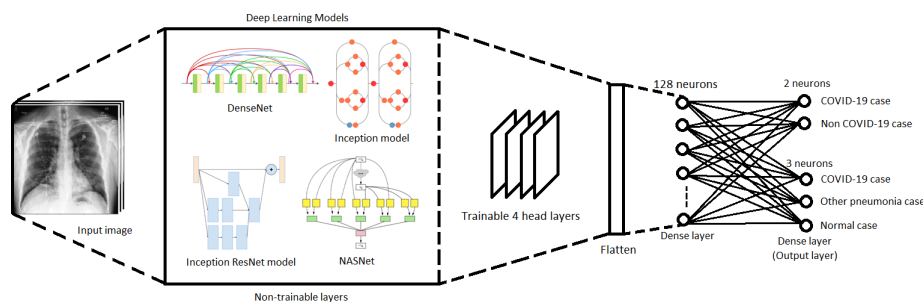 Deep Learning Models
DenseNet
Inception model
Inception ResNet model
NASNet
Input image
Non-trainable layers
Trainable 4 head layers
Flatten
128 neurons
Dense layer
2 neurons
COVID-19 case
Non COVID-19 case
3 neurons
COVID-19 case
Other pneumonia case
Normal case
Dense layer
(Output layer)